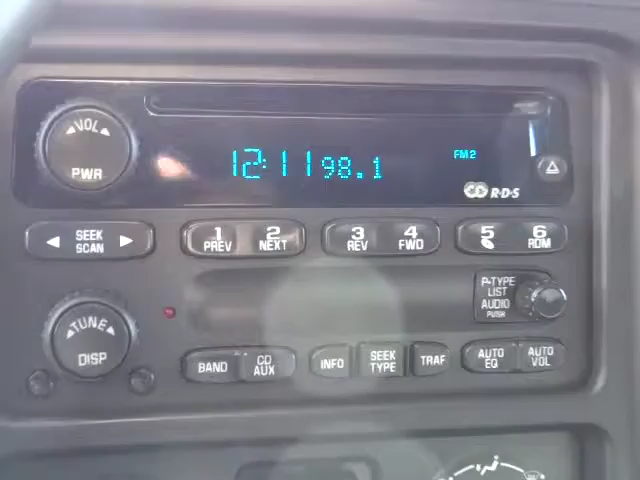 VOL
PWR
12:11 98.1
FM2
CD R·D·S
SEEK
SCAN
1
PREV
2
NEXT
3
REV
4
FWD
5
6
RDM
P-TYPE
LIST
AUDIO
PUSH
TUNE
DISP
BAND
CD
AUX
INFO
SEEK
TYPE
TRAF
AUTO
EQ
AUTO
VOL